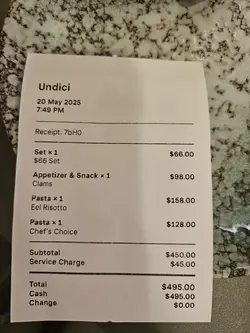 Undici
20 May 2025
7:49 PM
Receipt: 7bH0
Set × 1 $66.00
$66 Set
Appetizer & Snack × 1 $98.00
Clams
Pasta × 1 $158.00
Eel Risotto
Pasta × 1 $128.00
Chef's Choice
Subtotal $450.00
Service Charge $45.00
Total $495.00
Cash $495.00
Change $0.00